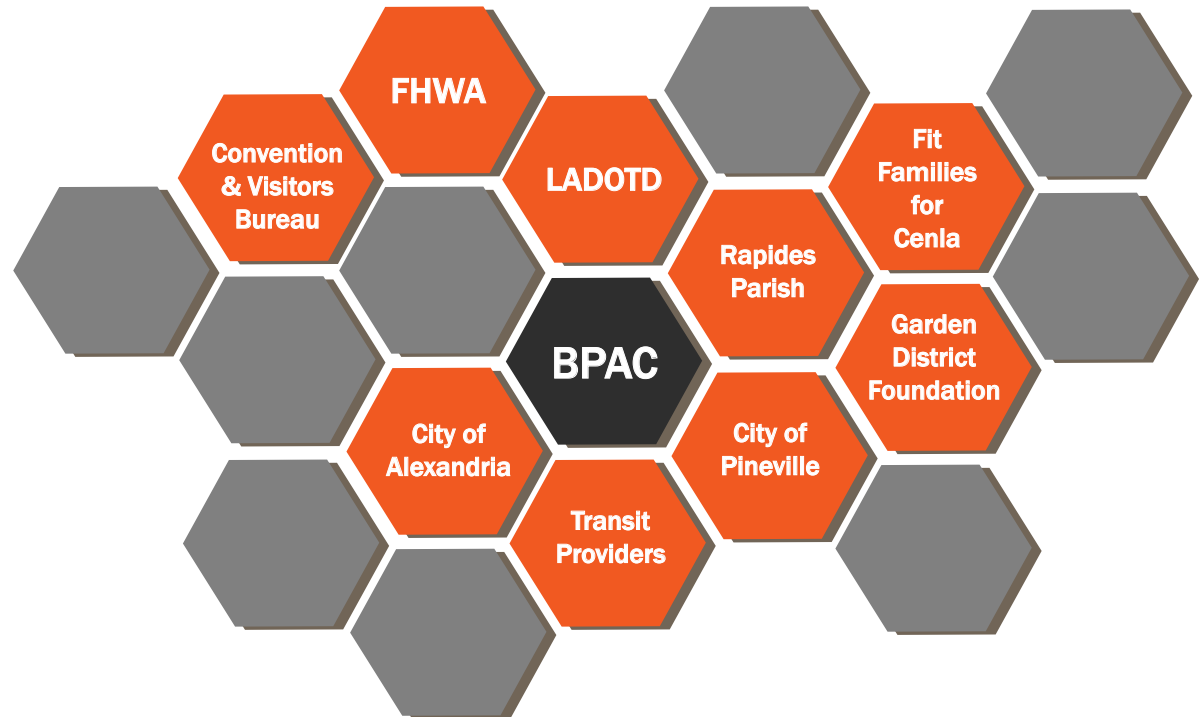 FHWA
Convention
& Visitors
Bureau
LADOTD
Fit
Families
for
Cenla
Rapides
Parish
BPAC
Garden
District
Foundation
City of
Alexandria
City of
Pineville
Transit
Providers